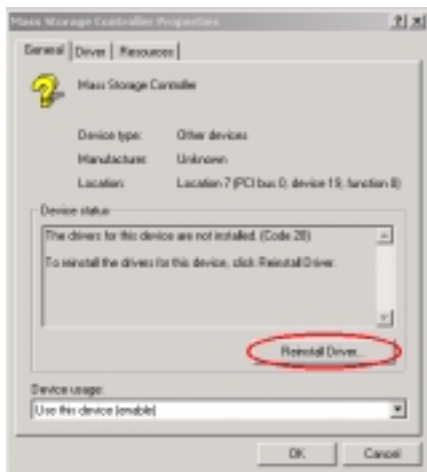 Mass Storage Controller Properties
General Driver Resources
Mass Storage Controller
Device type: Other devices
Manufacturer: Unknown
Location: Location 7 (PCI bus 0, device 19, function 0)
Device status
The drivers for this device are not installed. (Code 28)
To reinstall the drivers for this device, click Reinstall Driver.
Reinstall Driver...
Device usage:
Use this device (enable)
OK Cancel